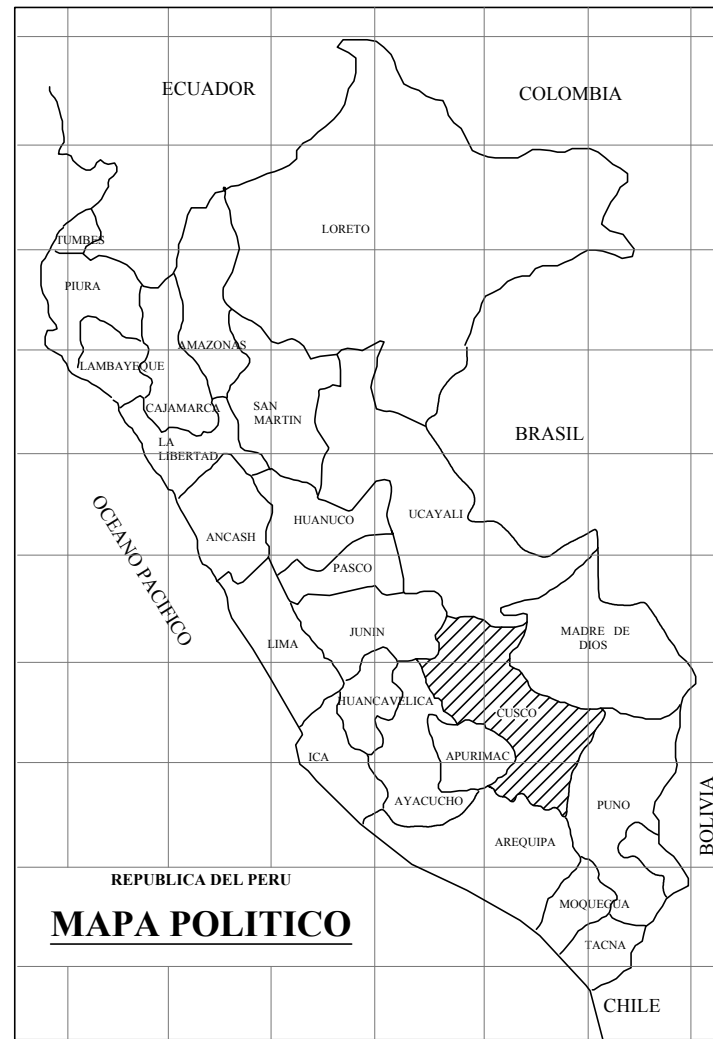 ECUADOR
COLOMBIA
LORETO
TUMBES
PIURA
AMAZONAS
LAMBAYEQUE
CAJAMARCA
SAN
MARTIN
BRASIL
LA
LIBERTAD
OCEANO PACIFICO
UCAYALI
HUANUCO
ANCASH
PASCO
JUNIN
MADRE DE
DIOS
LIMA
HUANCAVELICA
CUSCO
ICA
APURIMAC
AYACUCHO
PUNO
BOLIVIA
AREQUIPA
REPUBLICA DEL PERU
MAPA POLITICO
MOQUEGUA
TACNA
CHILE